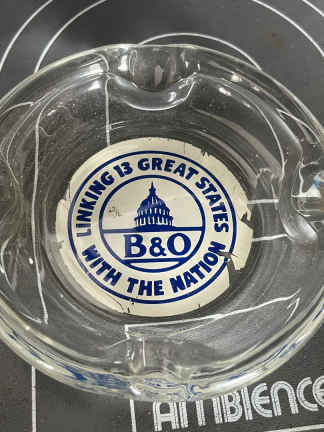 LINKING 13 GREAT STATES
B&O
WITH THE NATION
AMBIENCE